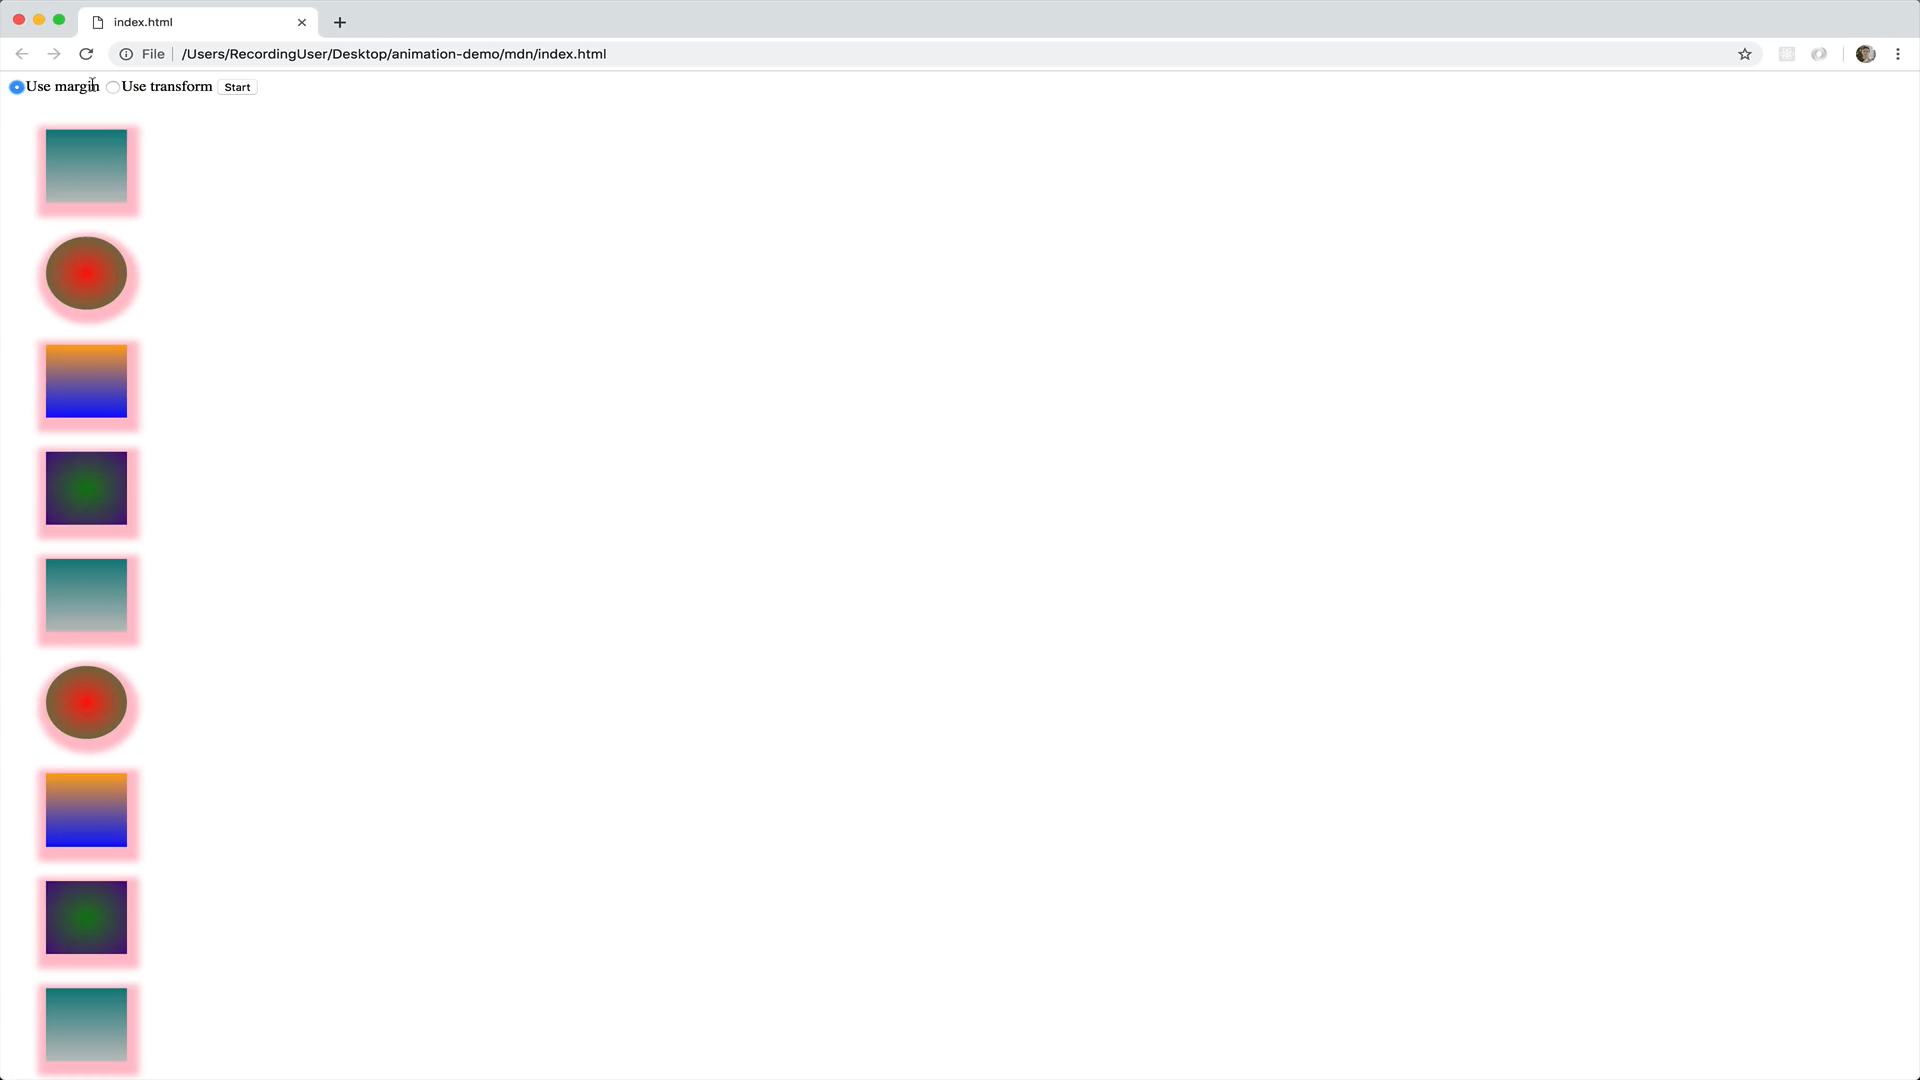 index.html
File /Users/RecordingUser/Desktop/animation-demo/mdn/index.html
Use margin Use transform Start